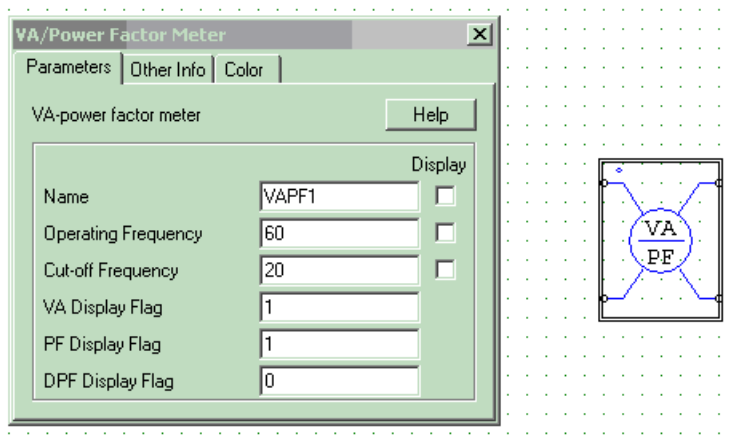 VA/Power Factor Meter
Parameters Other Info Color
VA-power factor meter Help
Display
Name VAPF1
Operating Frequency 60
Cut-off Frequency 20
VA Display Flag 1
PF Display Flag 1
DPF Display Flag 0
VA
PF